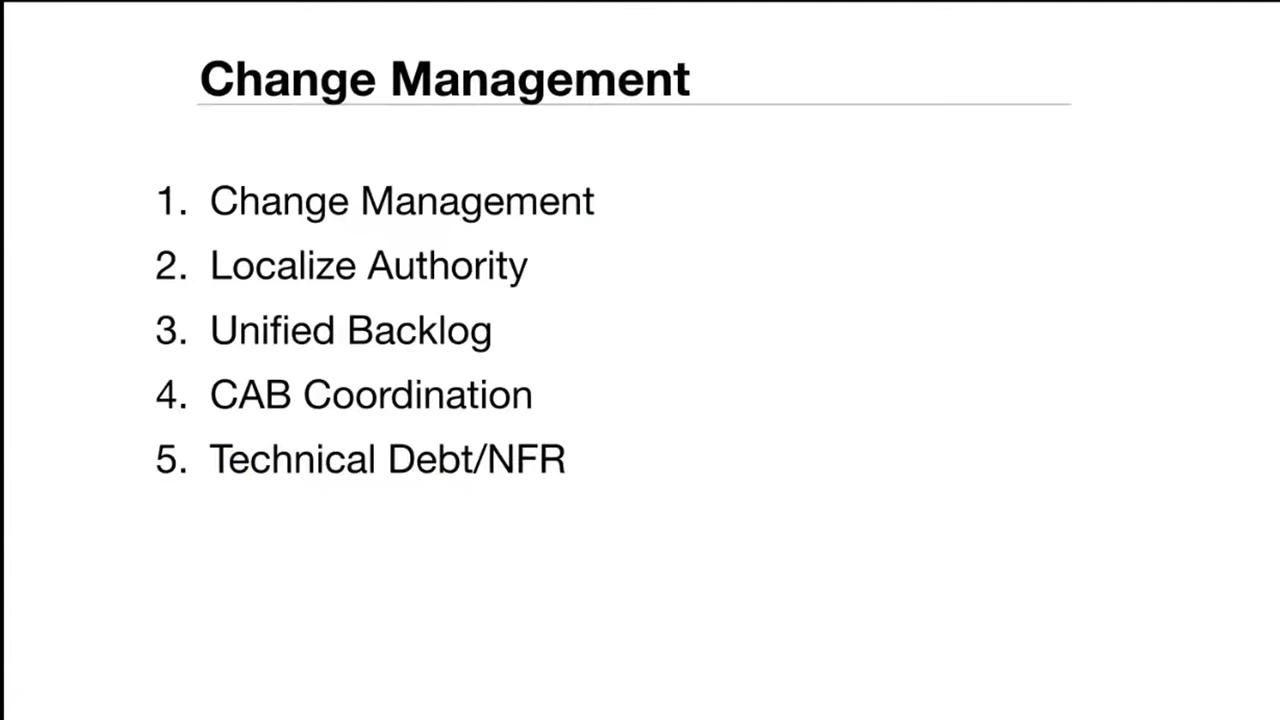 Change Management
1. Change Management
2. Localize Authority
3. Unified Backlog
4. CAB Coordination
5. Technical Debt/NFR